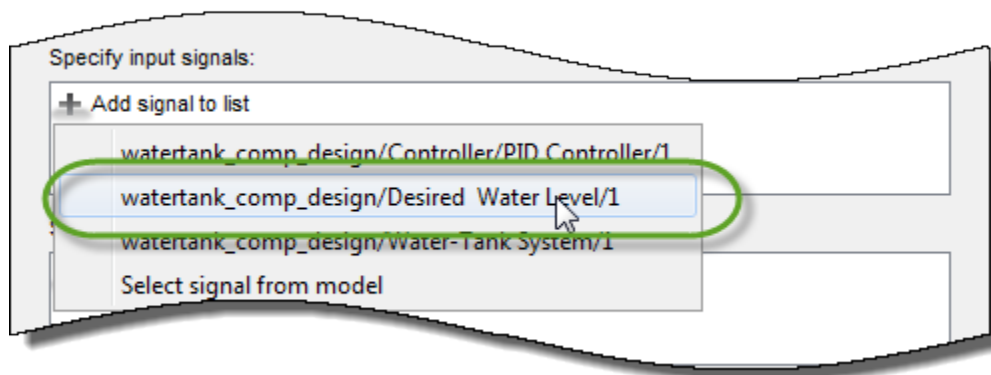 Specify input signals:
Add signal to list
watertank_comp_design/Controller/PID Controller/1
watertank_comp_design/Desired  Water Level/1
watertank_comp_design/Water-Tank System/1
Select signal from model